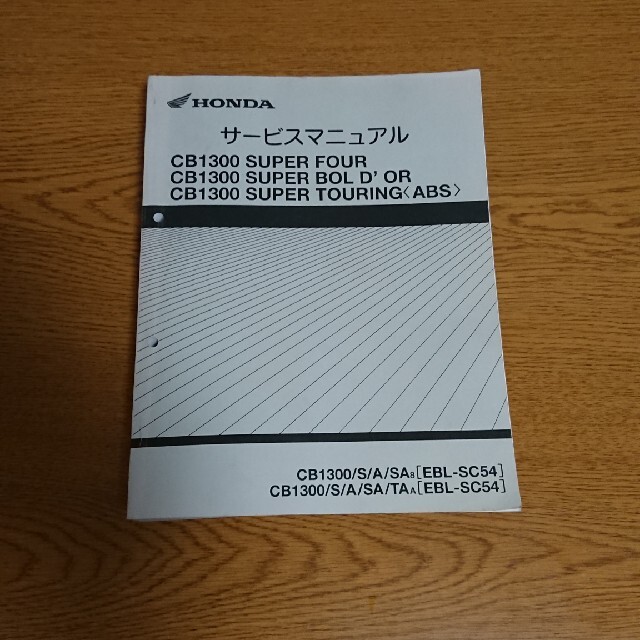 HONDA
サービスマニュアル
CB1300 SUPER FOUR
CB1300 SUPER BOL D' OR
CB1300 SUPER TOURING〈ABS〉
CB1300/S/A/SA8[EBL-SC54]
CB1300/S/A/SA/TAA[EBL-SC54]